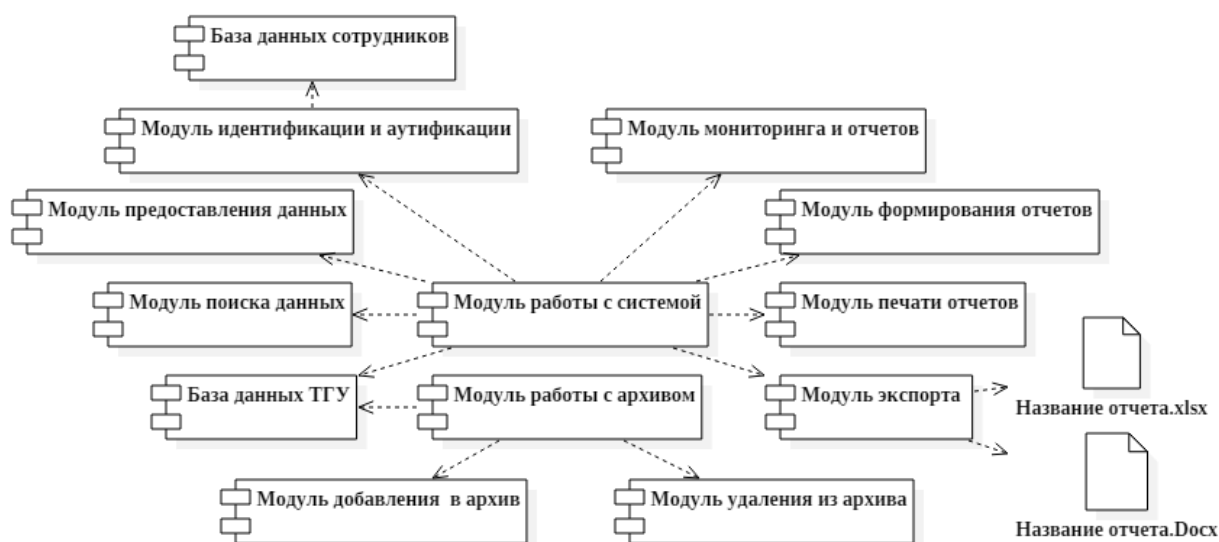 База данных сотрудников
Модуль идентификации и аутификации
Модуль мониторинга и отчетов
Модуль предоставления данных
Модуль формирования отчетов
Модуль поиска данных
Модуль работы с системой
Модуль печати отчетов
База данных ТГУ
Модуль работы с архивом
Модуль экспорта
Название отчета.xlsx
Модуль добавления в архив
Модуль удаления из архива
Название отчета.Docx